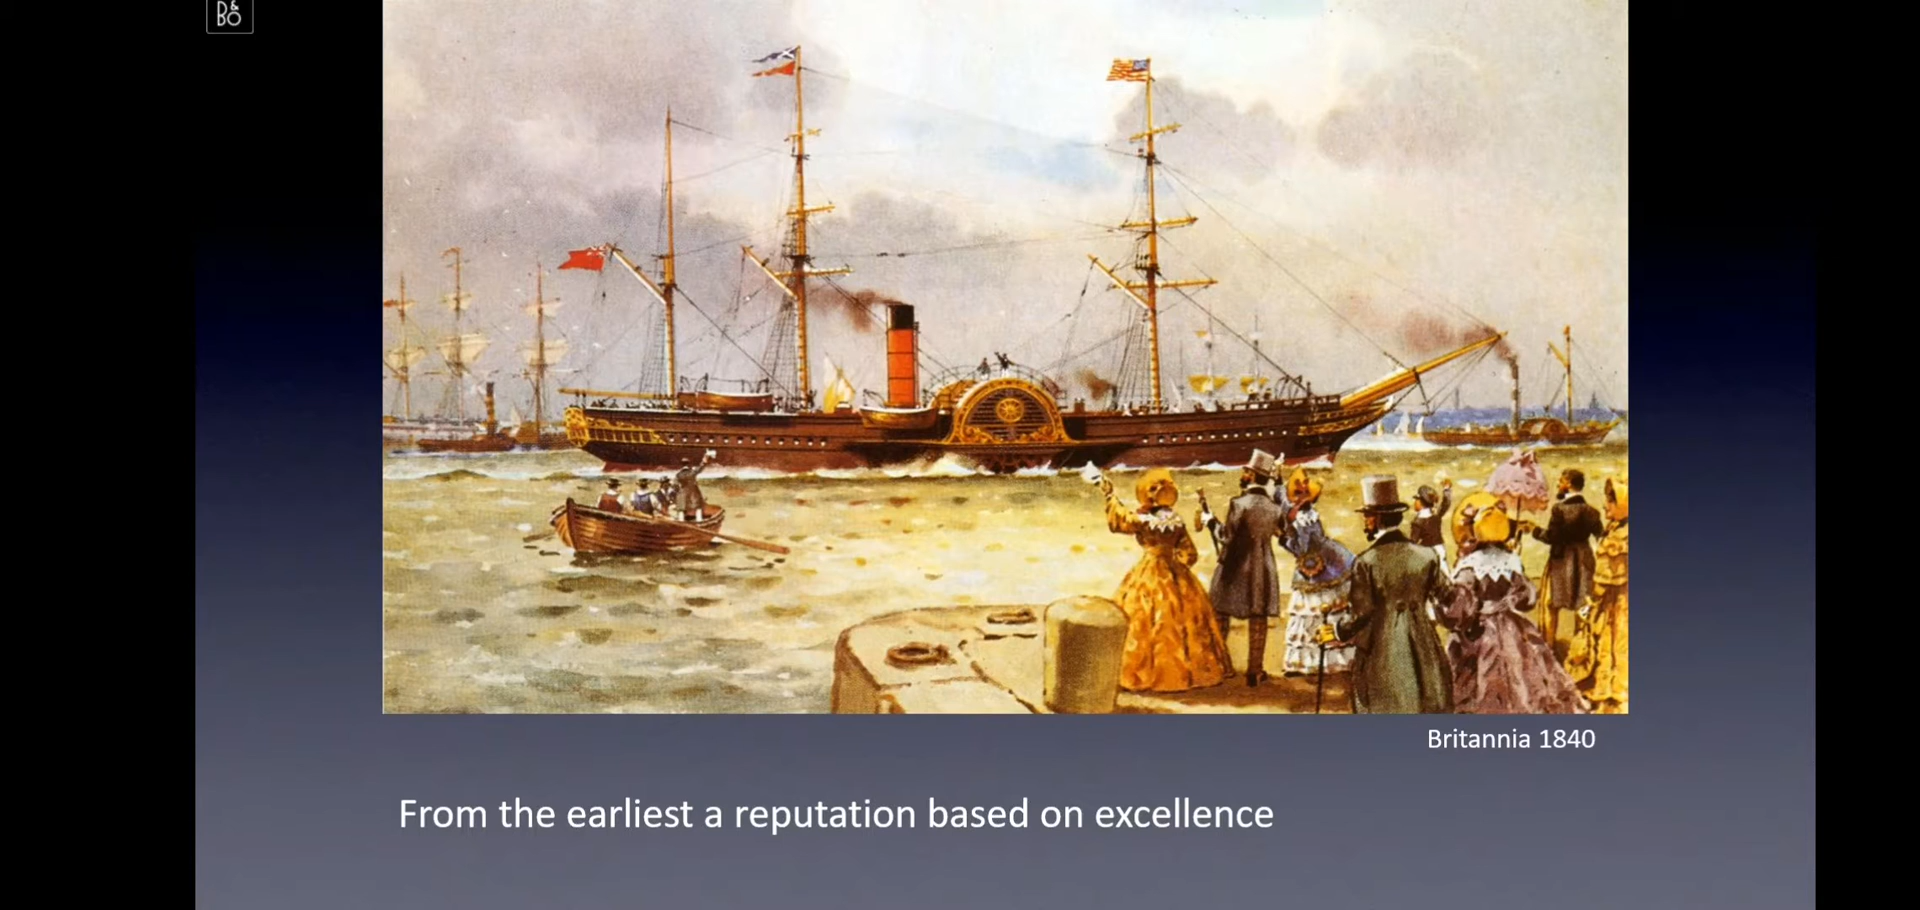 B&O
Britannia 1840
From the earliest a reputation based on excellence